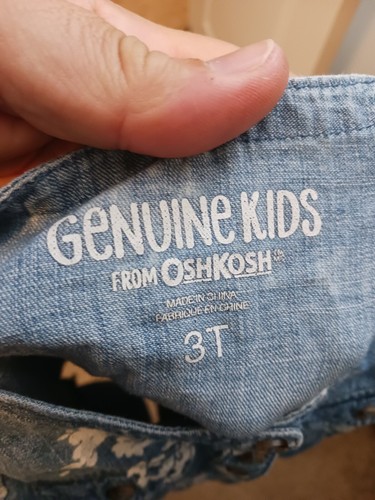 GENUINE KIDS
FROM OSHKOSH
MADE IN CHINA
FABRIQUÉ EN CHINE
3T